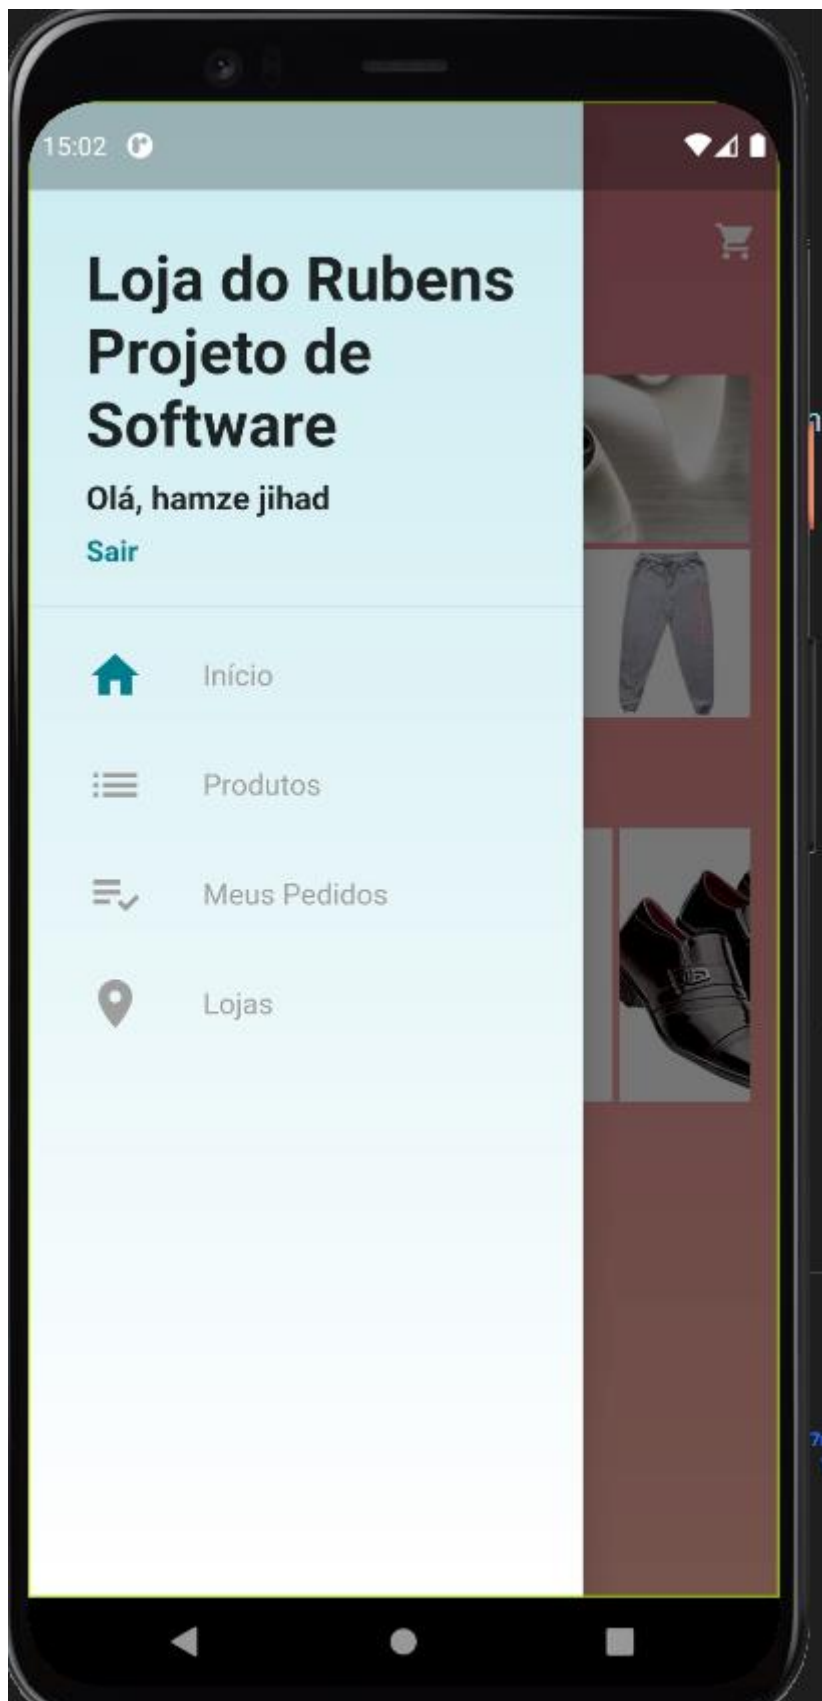 15:02
Loja do Rubens
Projeto de
Software
Olá, hamze jihad
Sair
Início
Produtos
Meus Pedidos
Lojas